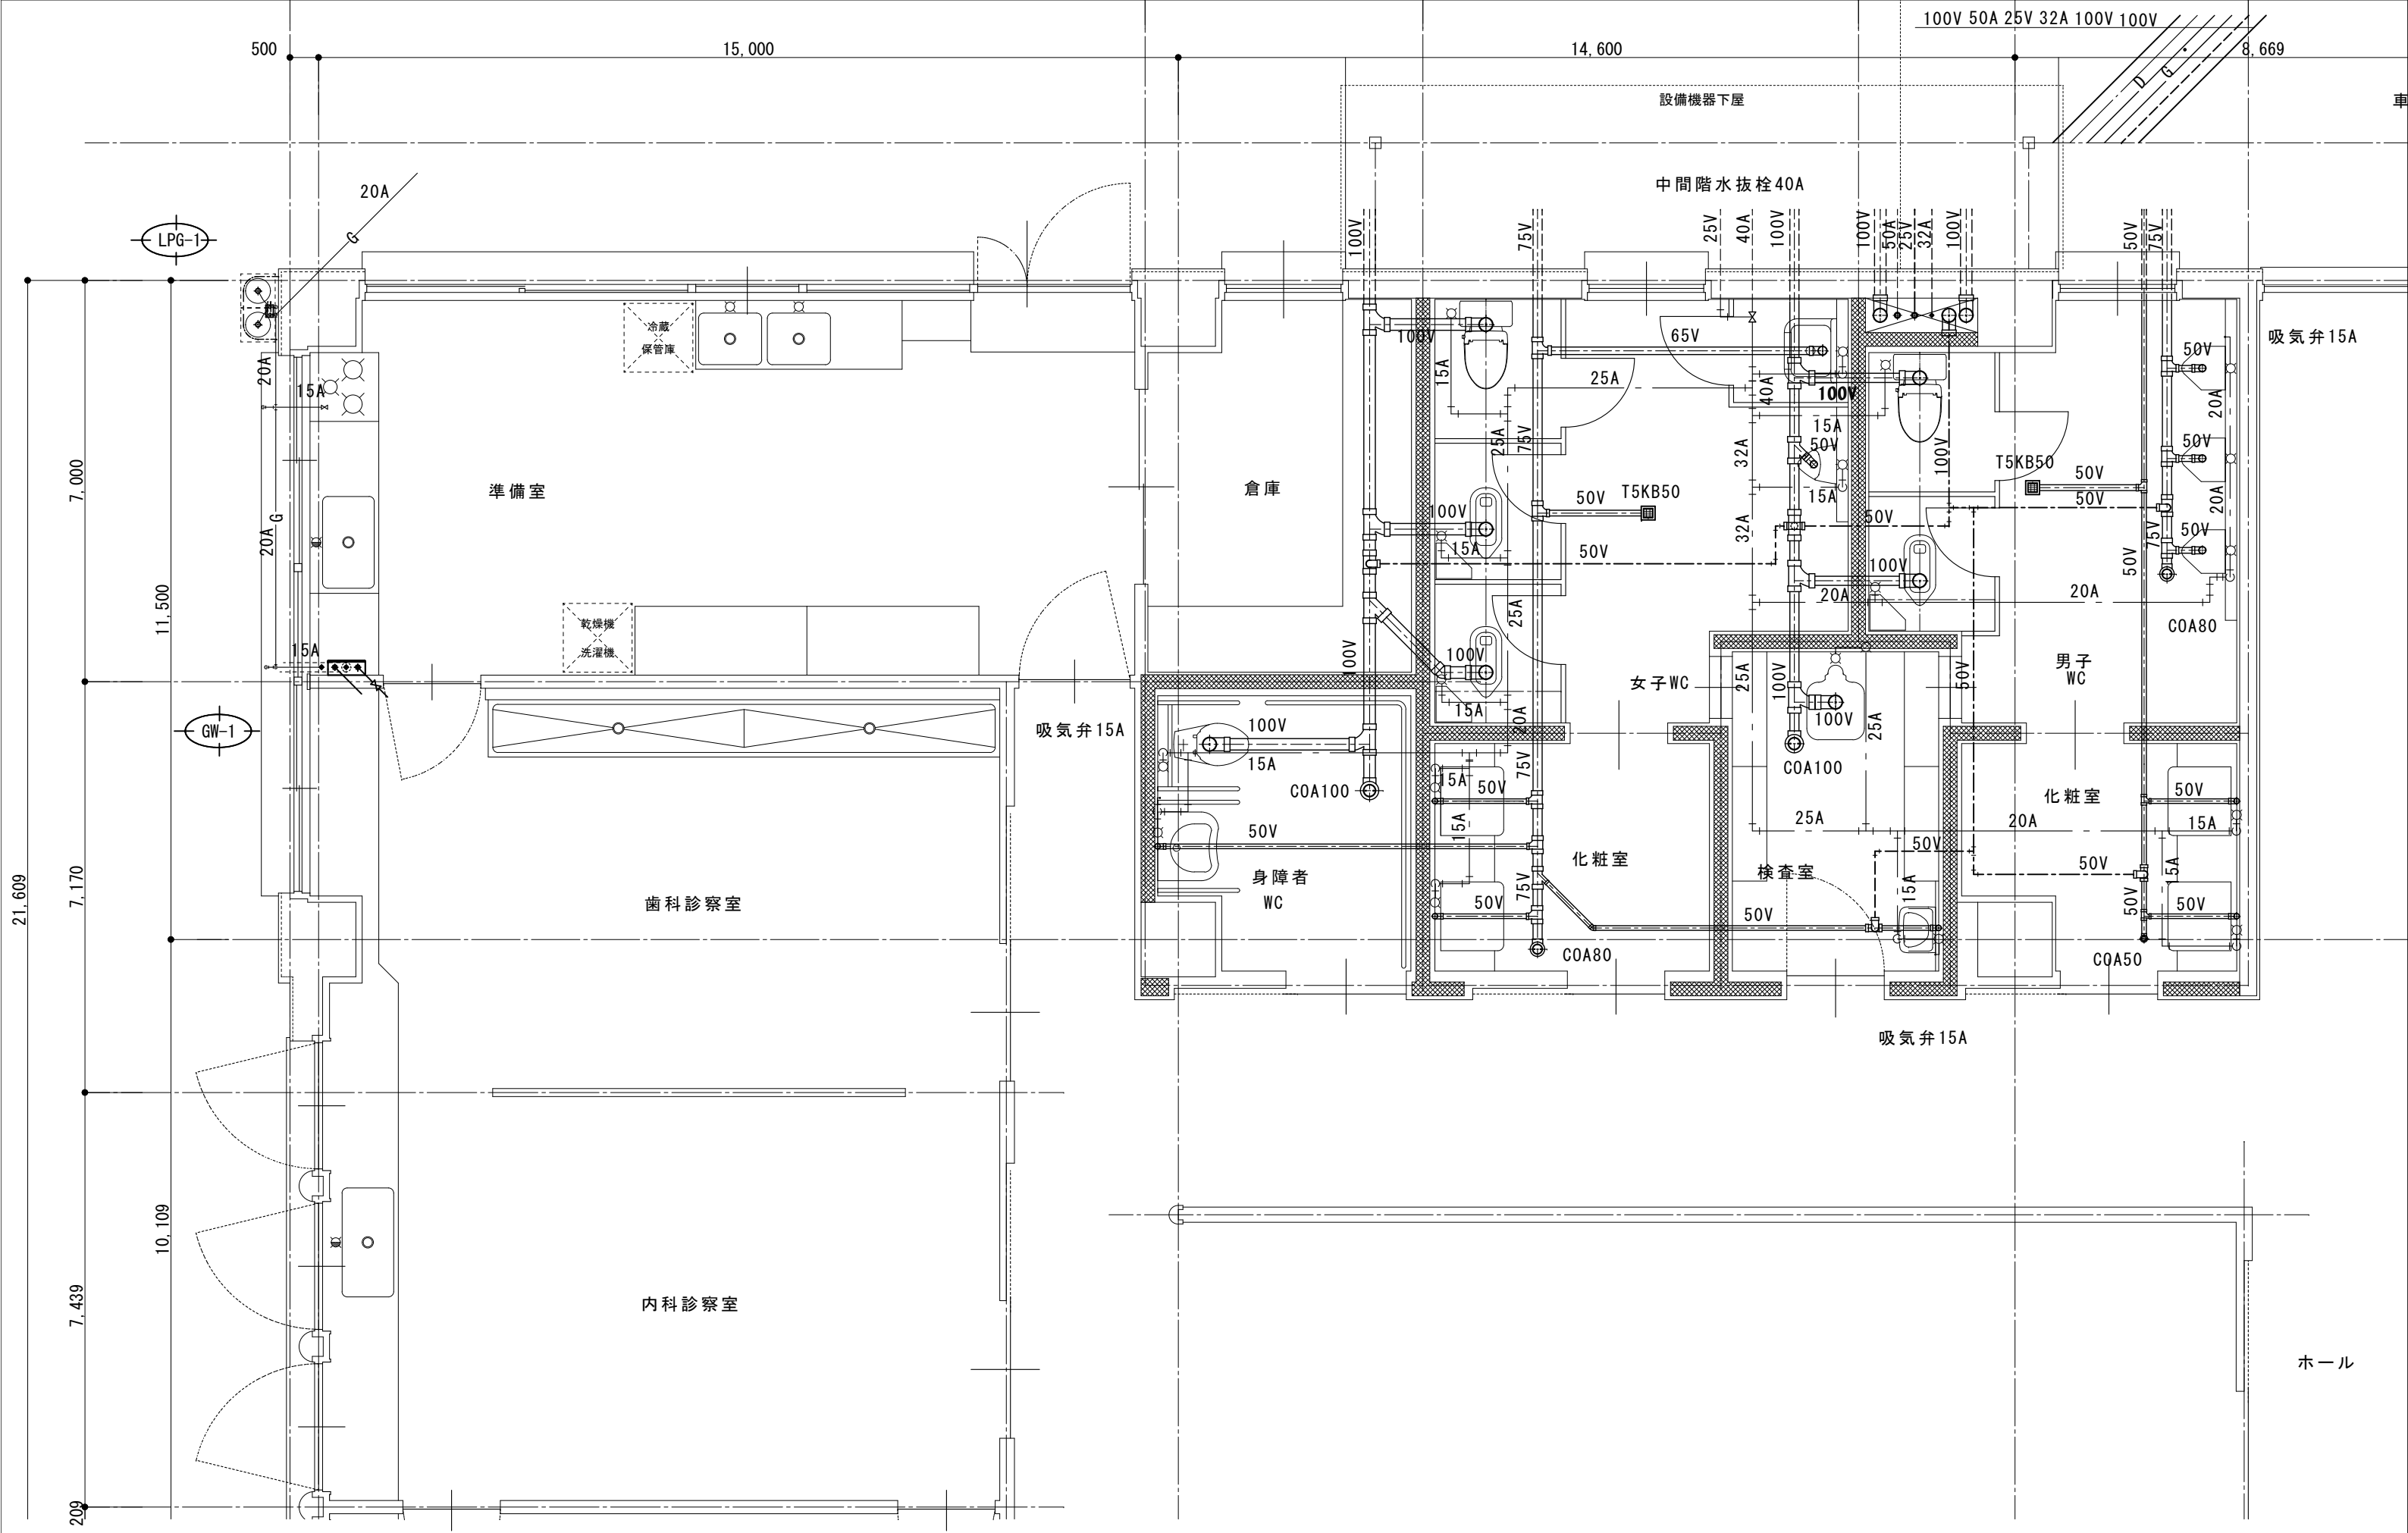 100V 50A 25V 32A 100V 100V
500
15,000
14,600
8,669
D
G
設備機器下屋
車
20A
G
LPG-1
中間階水抜栓40A
100V
75V
25V
40A
100V
100V
50A
25V
32A
100V
50V
75V
冷蔵
保管庫
吸気弁15A
100V
65V
50V
20A
15A
15A
25A
40A
100V
20A
15A
25A
75V
32A
50V
100V
50V
7,000
準備室
倉庫
T5KB50
50V
15A
20A
50V
T5KB50
50V
100V
50V
20A
G
15A
50V
32A
50V
75V
50V
50V
100V
20A
20A
11,500
乾燥機
洗濯機
25A
COA80
15A
100V
100V
女子WC
25A
100V
50V
男子
WC
GW-1
吸気弁15A
100V
15A
20A
100V
25A
15A
75V
COA100
COA100
15A
50V
化粧室
50V
50V
15A
25A
20A
15A
21,609
7,170
化粧室
50V
50V
身障者
WC
検査室
15A
15A
歯科診察室
75V
50V
50V
50V
50V
COA80
COA50
吸気弁15A
10,109
7,439
内科診察室
ホール
209